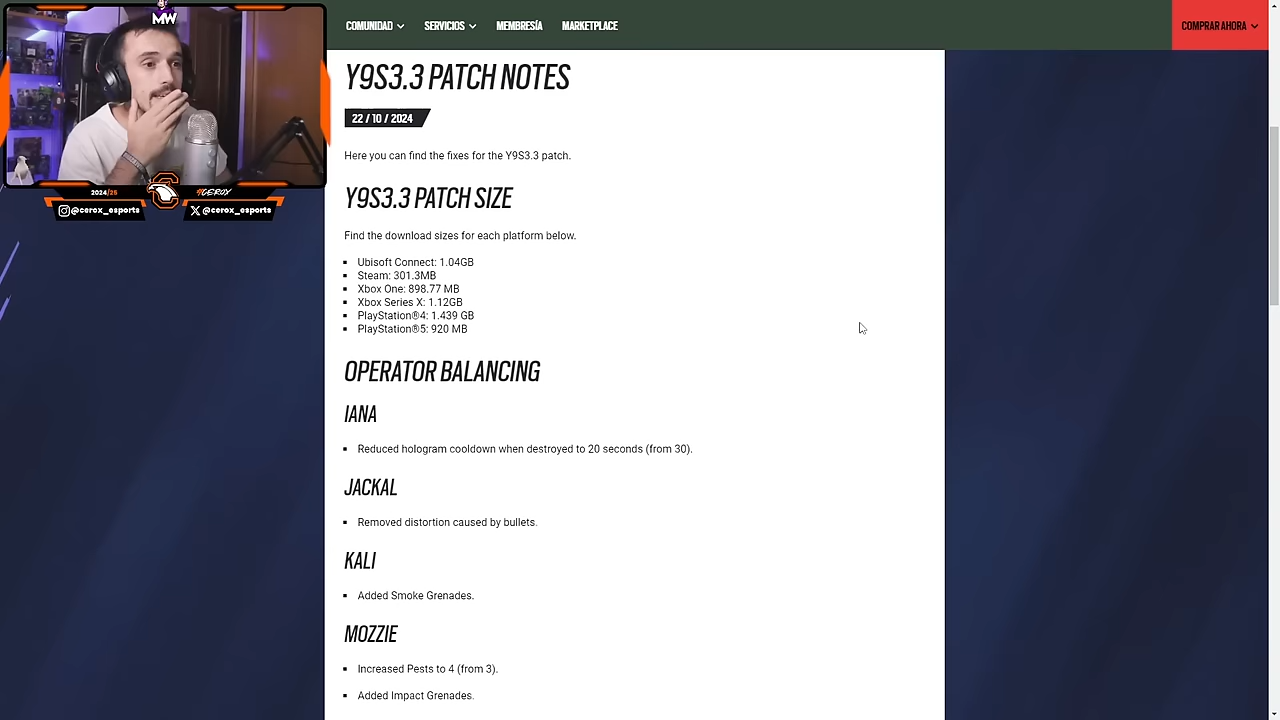 MW
COMUNIDAD
SERVICIOS
MEMBRESÍA
MARKETPLACE
COMPRAR AHORA
2024/25
CEROX
@cerox_esports
@cerox_esports
Y9S3.3 PATCH NOTES
22 / 10 / 2024
Here you can find the fixes for the Y9S3.3 patch.
Y9S3.3 PATCH SIZE
Find the download sizes for each platform below.
Ubisoft Connect: 1.04GB
Steam: 301.3MB
Xbox One: 898.77 MB
Xbox Series X: 1.12GB
PlayStation®4: 1.439 GB
PlayStation®5: 920 MB
OPERATOR BALANCING
IANA
Reduced hologram cooldown when destroyed to 20 seconds (from 30).
JACKAL
Removed distortion caused by bullets.
KALI
Added Smoke Grenades.
MOZZIE
Increased Pests to 4 (from 3).
Added Impact Grenades.